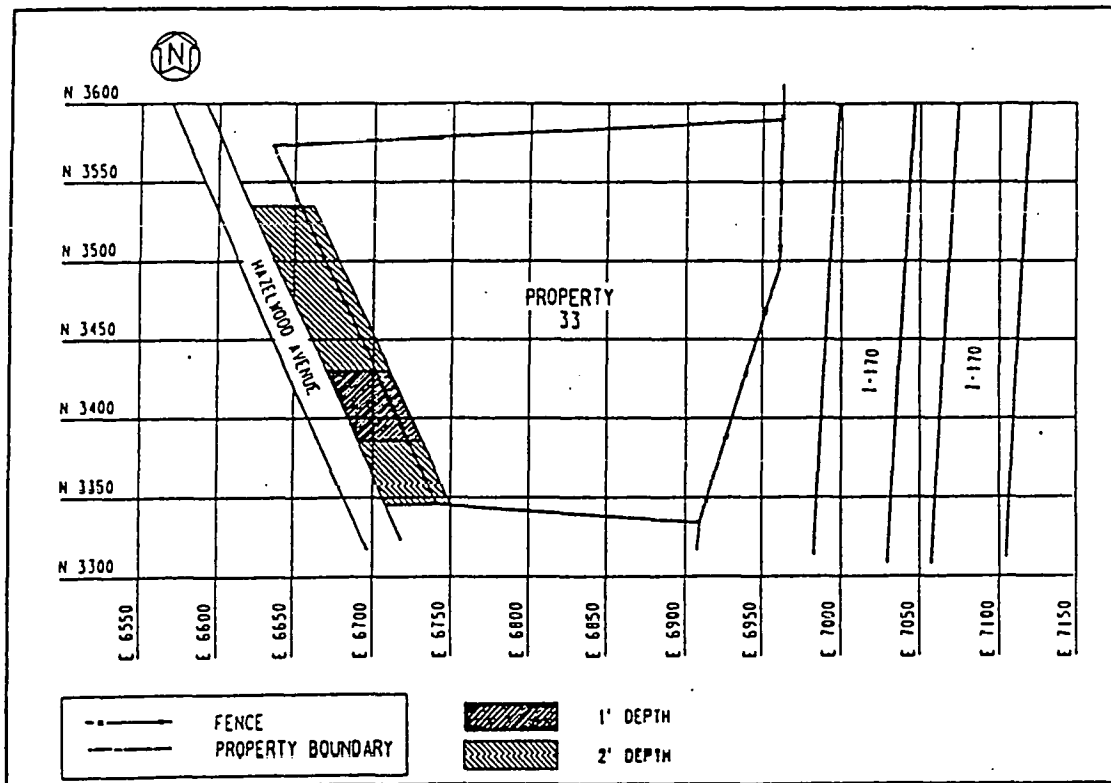 N
N 3600
N 3550
N 3500
N 3450
N 3400
N 3350
N 3300
HAZELWOOD AVENUE
PROPERTY
33
I-170
I-170
E 6550
E 6600
E 6650
E 6700
E 6750
E 6800
E 6850
E 6900
E 6950
E 7000
E 7050
E 7100
E 7150
FENCE
PROPERTY BOUNDARY
1' DEPTH
2' DEPTH